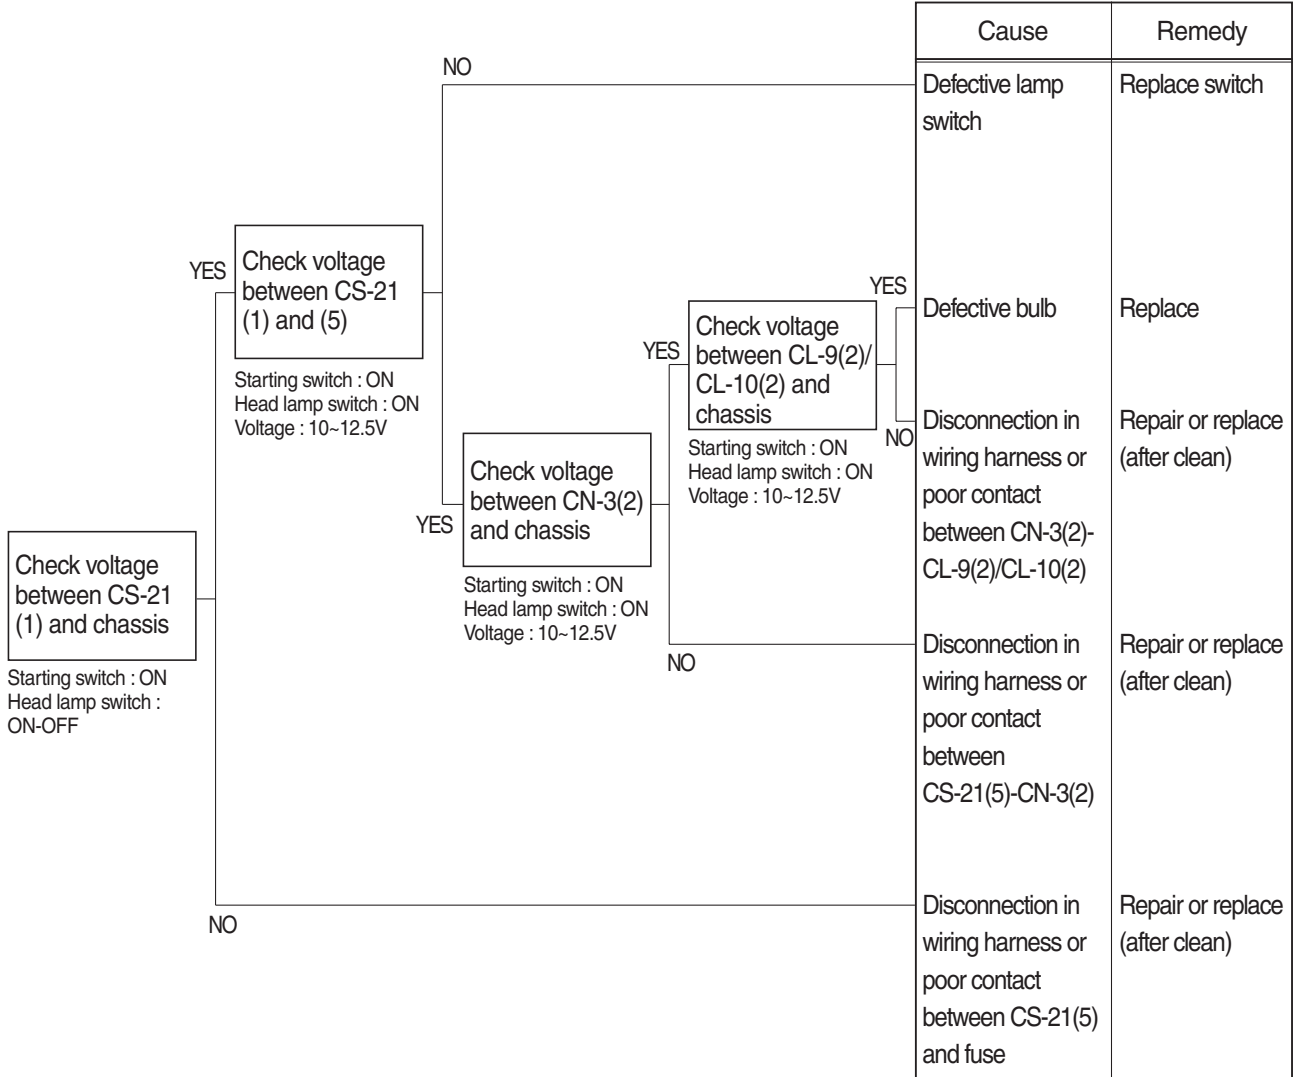 Cause
Remedy
NO
Defective lamp
switch
Replace switch
YES
Check voltage
between CS-21
(1) and (5)
Starting switch : ON
Head lamp switch : ON
Voltage : 10~12.5V
YES
Check voltage
between CL-9(2)/
CL-10(2) and
chassis
Starting switch : ON
Head lamp switch : ON
Voltage : 10~12.5V
YES
Defective bulb
Replace
NO
Disconnection in
wiring harness or
poor contact
between CN-3(2)-
CL-9(2)/CL-10(2)
Repair or replace
(after clean)
YES
Check voltage
between CN-3(2)
and chassis
Starting switch : ON
Head lamp switch : ON
Voltage : 10~12.5V
NO
Disconnection in
wiring harness or
poor contact
between
CS-21(5)-CN-3(2)
Repair or replace
(after clean)
Check voltage
between CS-21
(1) and chassis
Starting switch : ON
Head lamp switch :
ON-OFF
NO
Disconnection in
wiring harness or
poor contact
between CS-21(5)
and fuse
Repair or replace
(after clean)